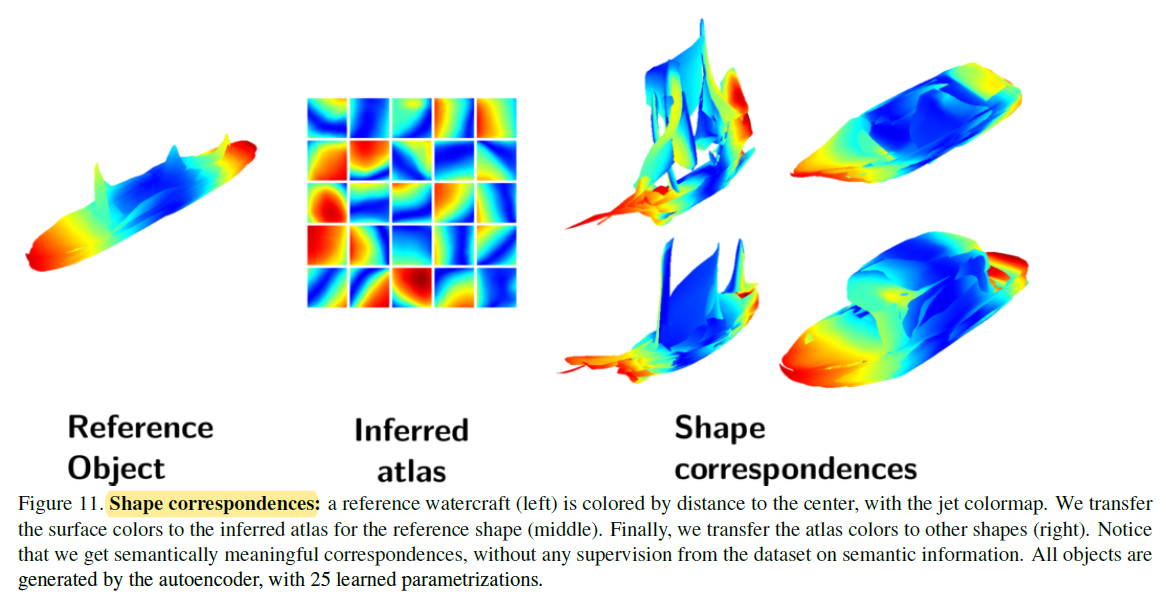 Reference
Object
Inferred
atlas
Shape
correspondences
Figure 11. Shape correspondences: a reference watercraft (left) is colored by distance to the center, with the jet colormap. We transfer
the surface colors to the inferred atlas for the reference shape (middle). Finally, we transfer the atlas colors to other shapes (right). Notice
that we get semantically meaningful correspondences, without any supervision from the dataset on semantic information. All objects are
generated by the autoencoder, with 25 learned parametrizations.